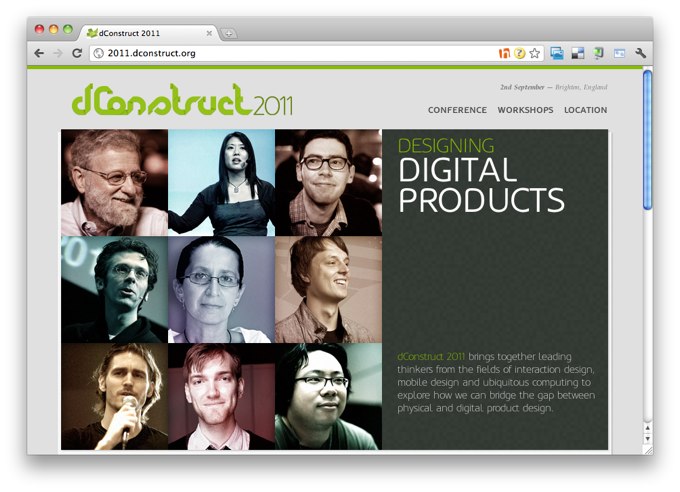 dConstruct 2011
2011.dconstruct.org
dConstruct2011
2nd September — Brighton, England
CONFERENCE WORKSHOPS LOCATION
DESIGNING
DIGITAL
PRODUCTS
dConstruct 2011 brings together leading
thinkers from the fields of interaction design,
mobile design and ubiquitous computing to
explore how we can bridge the gap between
physical and digital product design.